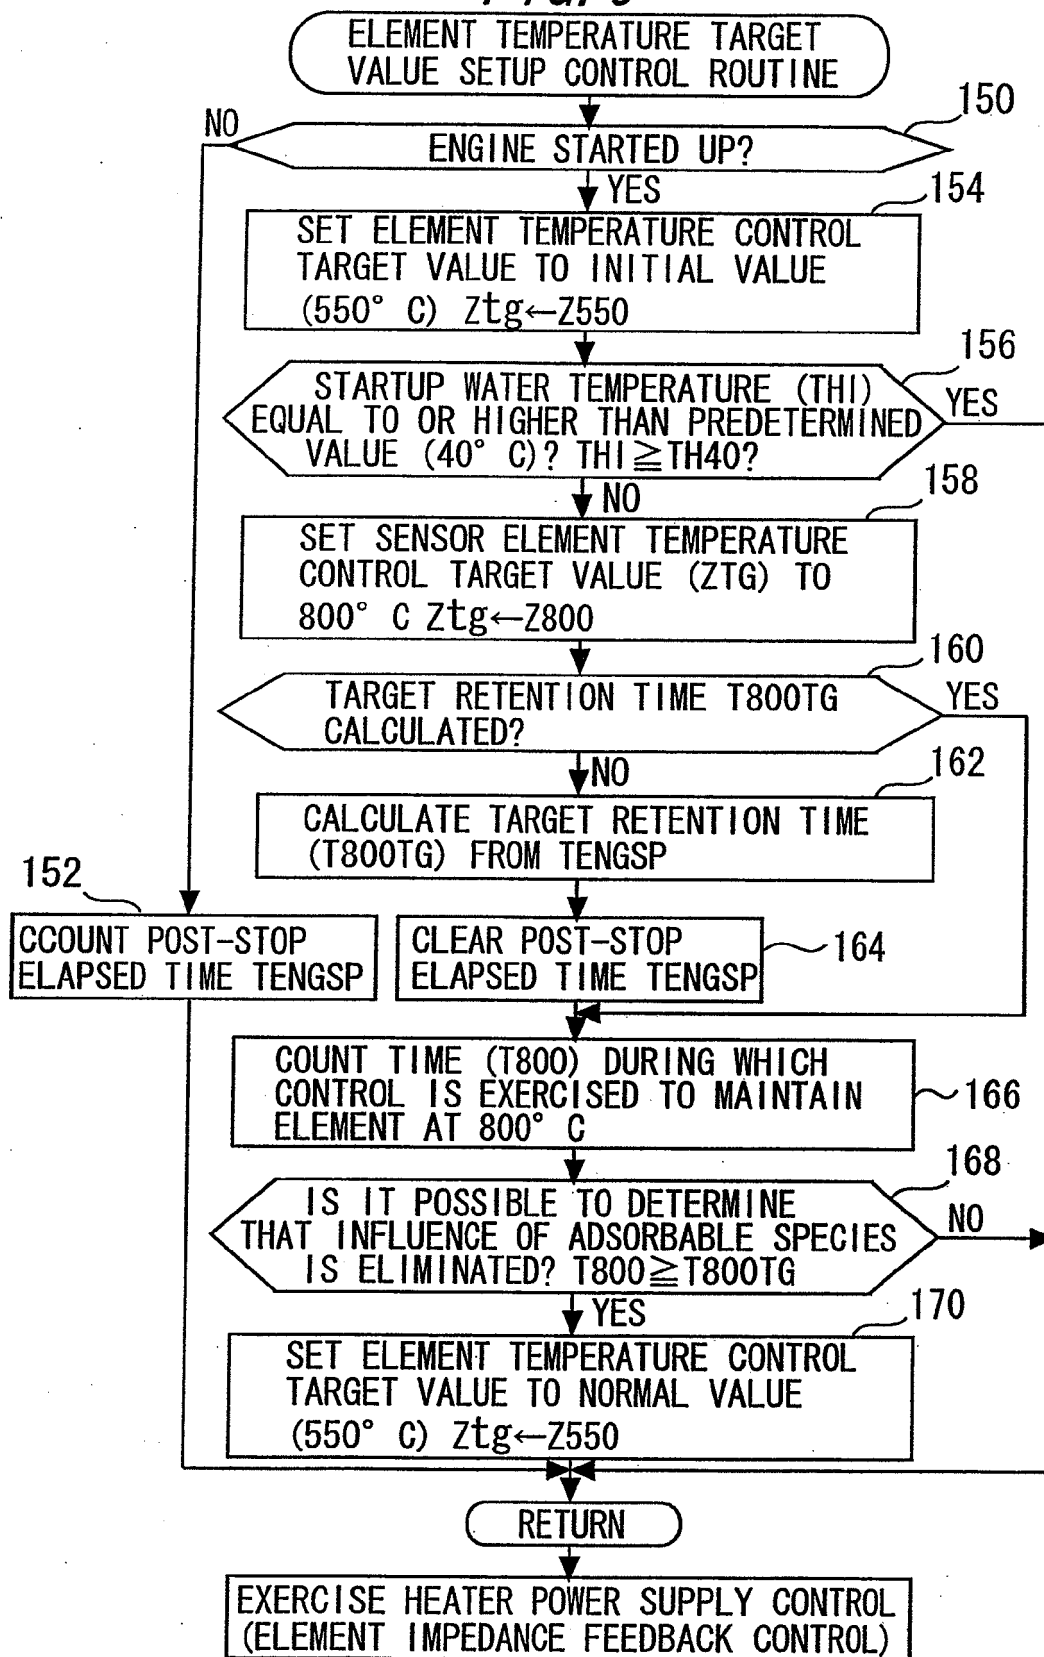 ELEMENT TEMPERATURE TARGET
VALUE SETUP CONTROL ROUTINE
150
NO
ENGINE STARTED UP?
YES
154
SET ELEMENT TEMPERATURE CONTROL
TARGET VALUE TO INITIAL VALUE
(550° C) Ztg←Z550
156
STARTUP WATER TEMPERATURE (THI)
EQUAL TO OR HIGHER THAN PREDETERMINED
VALUE (40° C)? THI≧TH40?
YES
NO
158
SET SENSOR ELEMENT TEMPERATURE
CONTROL TARGET VALUE (ZTG) TO
800° C Ztg←Z800
160
TARGET RETENTION TIME T800TG
CALCULATED?
YES
NO
162
CALCULATE TARGET RETENTION TIME
(T800TG) FROM TENGSP
152
CCOUNT POST-STOP
ELAPSED TIME TENGSP
CLEAR POST-STOP
ELAPSED TIME TENGSP
164
COUNT TIME (T800) DURING WHICH
CONTROL IS EXERCISED TO MAINTAIN
ELEMENT AT 800° C
166
168
IS IT POSSIBLE TO DETERMINE
THAT INFLUENCE OF ADSORBABLE SPECIES
IS ELIMINATED? T800≧T800TG
NO
YES
170
SET ELEMENT TEMPERATURE CONTROL
TARGET VALUE TO NORMAL VALUE
(550° C) Ztg←Z550
RETURN
EXERCISE HEATER POWER SUPPLY CONTROL
(ELEMENT IMPEDANCE FEEDBACK CONTROL)